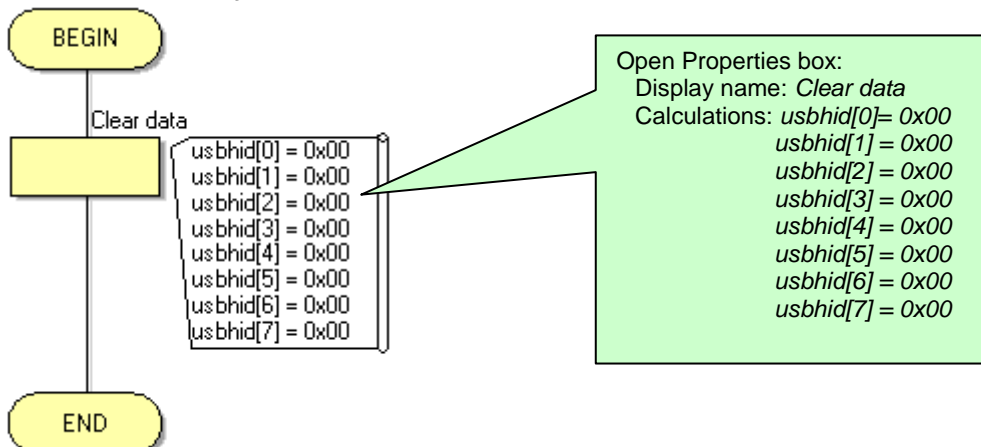 BEGIN
Clear data
usbhid[0] = 0x00
usbhid[1] = 0x00
usbhid[2] = 0x00
usbhid[3] = 0x00
usbhid[4] = 0x00
usbhid[5] = 0x00
usbhid[6] = 0x00
usbhid[7] = 0x00
END
Open Properties box:
Display name: Clear data
Calculations: usbhid[0]= 0x00
usbhid[1] = 0x00
usbhid[2] = 0x00
usbhid[3] = 0x00
usbhid[4] = 0x00
usbhid[5] = 0x00
usbhid[6] = 0x00
usbhid[7] = 0x00